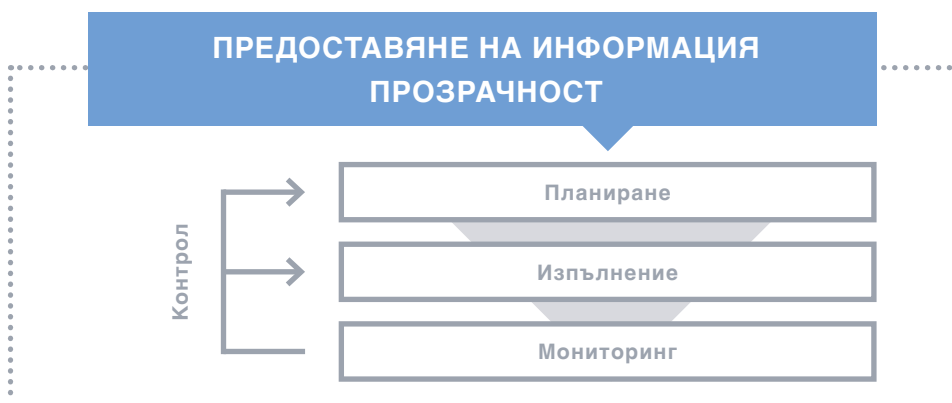 ПРЕДОСТАВЯНЕ НА ИНФОРМАЦИЯ
ПРОЗРАЧНОСТ
Планиране
Контрол
Изпълнение
Мониторинг